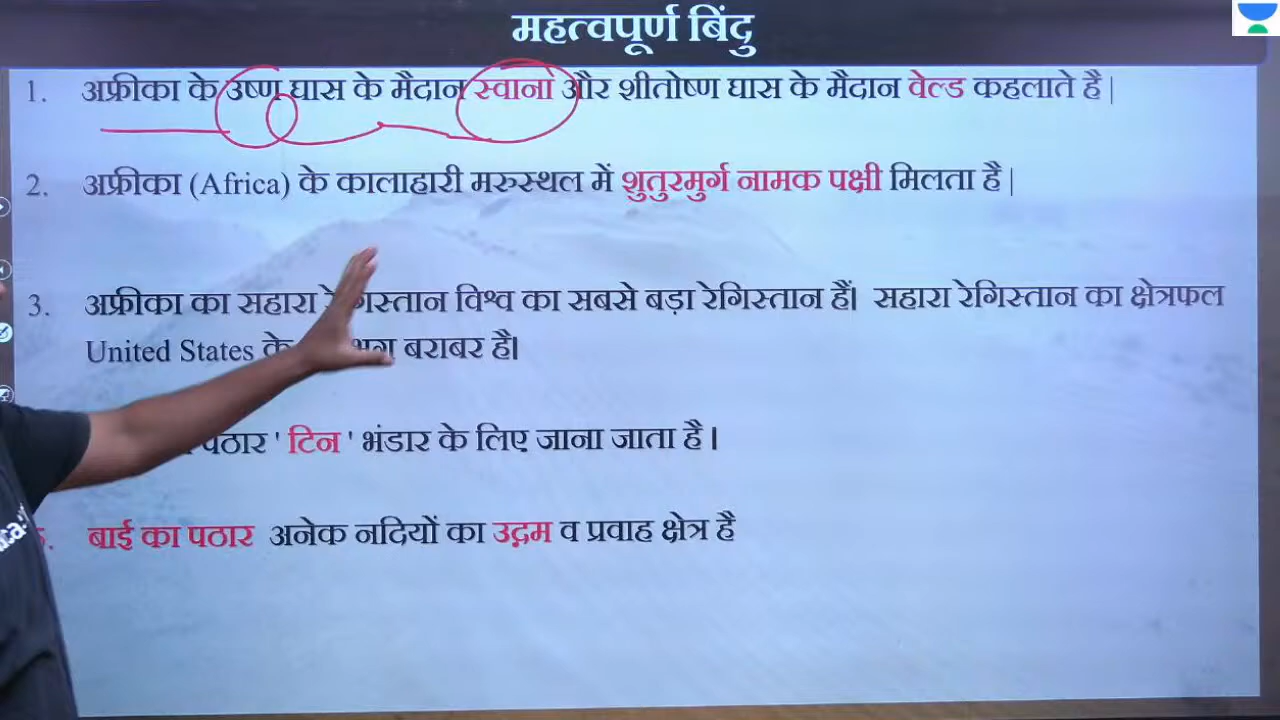 महत्वपूर्ण बिंदु
1. अफ्रीका के उष्ण घास के मैदान स्वाना और शीतोष्ण घास के मैदान वेल्ड कहलाते है |
2. अफ्रीका (Africa) के कालाहारी मरुस्थल में शुतुरमुर्ग नामक पक्षी मिलता है |
3. अफ्रीका का सहारा विश्व का सबसे बड़ा रेगिस्तान हैं। सहारा रेगिस्तान का क्षेत्रफल
United States के बराबर है।
पठार ' टिन ' भंडार के लिए जाना जाता है ।
बाई का पठार अनेक नदियों का उद्गम व प्रवाह क्षेत्र है